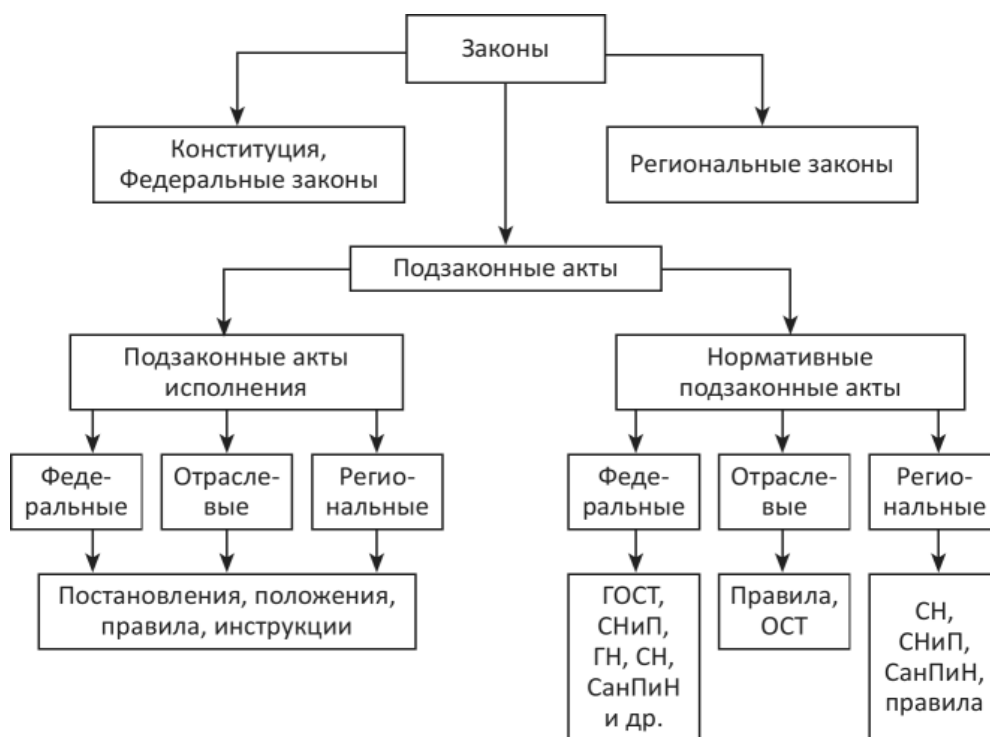 Законы
Конституция,
Федеральные законы
Региональные законы
Подзаконные акты
Подзаконные акты
исполнения
Нормативные
подзаконные акты
Феде-
ральные
Отрасле-
вые
Регио-
нальные
Феде-
ральные
Отрасле-
вые
Регио-
нальные
Постановления, положения,
правила, инструкции
ГОСТ,
СНиП,
ГН, СН,
СанПиН
и др.
Правила,
ОСТ
СН,
СНиП,
СанПиН,
правила